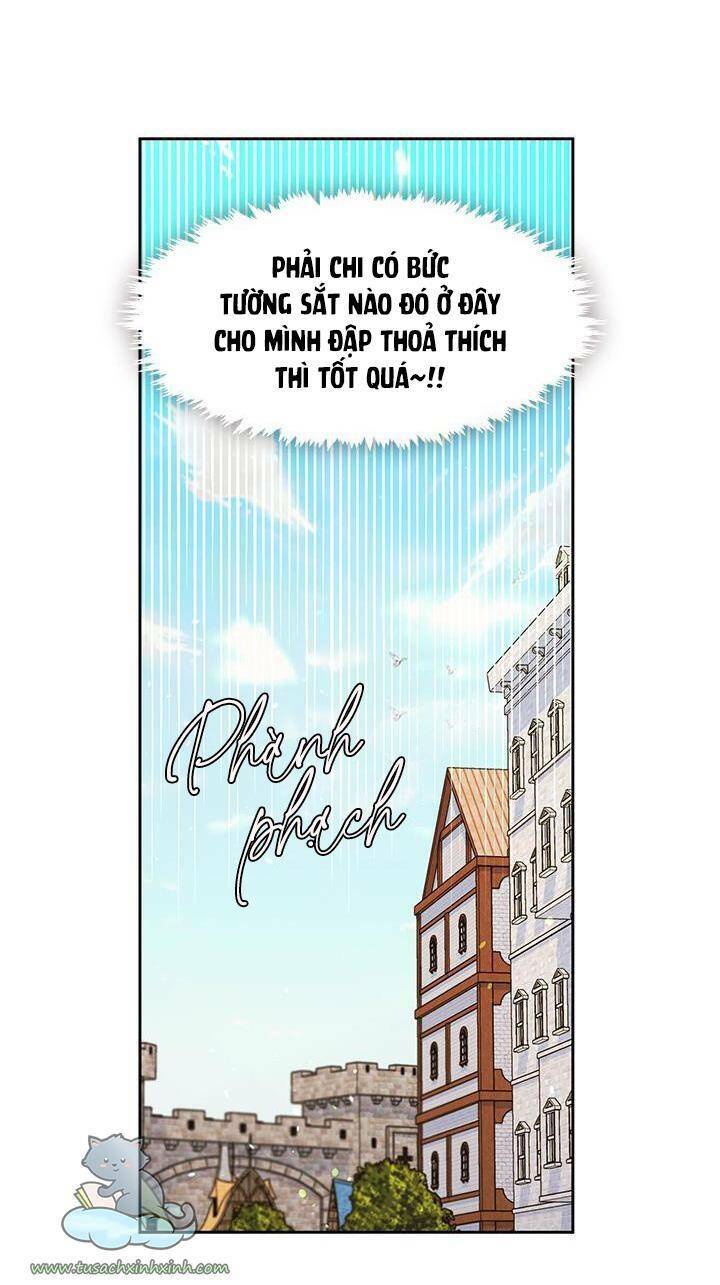 PHẢI CHI CÓ BỨC
TƯỜNG SẮT NÀO ĐÓ Ở ĐÂY
CHO MÌNH ĐẬP THOẢ THÍCH
THÌ TỐT QUÁ~!!
Phành
phạch
www.tusachxinhxinh.com